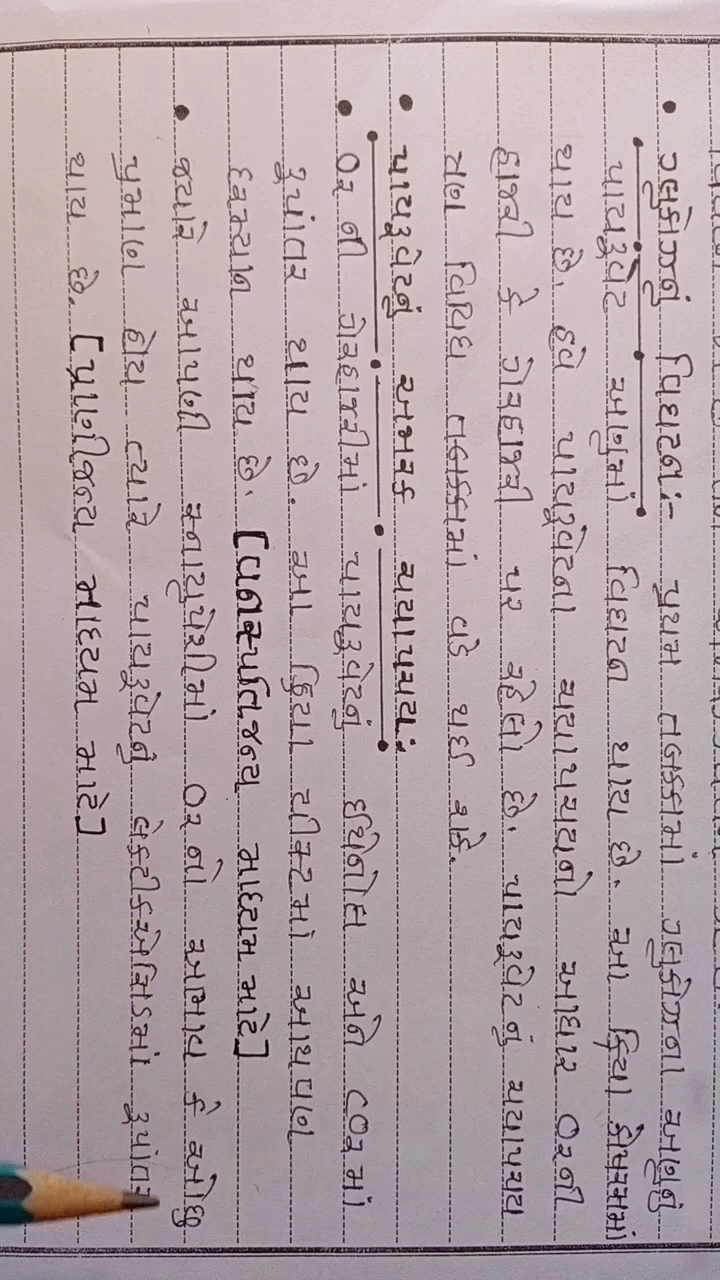 • ગ્લુકોઝનું વિઘટન:- પ્રથમ તબક્કામાં ગ્લુકોઝના અણુનું
પાયરૂવેટ અણુમાં વિઘટન થાય છે. આ ક્રિયા કોષરસમાં
થાય છે. હવે પાયરૂવેટના ચયાપચયનો આધાર O2ની
હાજરી કે ગેરહાજરી પર રહેલો છે. પાયરૂવેટનું ચયાપચય
ત્રણ વિવિધ તબક્કામાં વડે થઈ શકે.
• પાયરૂવેટનું અજારક ચયાપચય:
• O2 ની ગેરહાજરીમાં પાયરૂવેટનું ઈથેનોલ અને CO2માં
રૂપાંતર થાય છે. આ ક્રિયા યીસ્ટમાં આથવણ
દરમ્યાન થાય છે. [વનસ્પતિજન્ય માધ્યમ માટે]
• જયારે આપણી સ્નાયુપેશીમાં O2નો અભાવ કે ઓછુ
પ્રમાણ હોય ત્યારે પાયરૂવેટનું લેક્ટીકએસિડમાં રૂપાંતર
થાય છે. [પ્રાણીજન્ય માધ્યમ માટે]